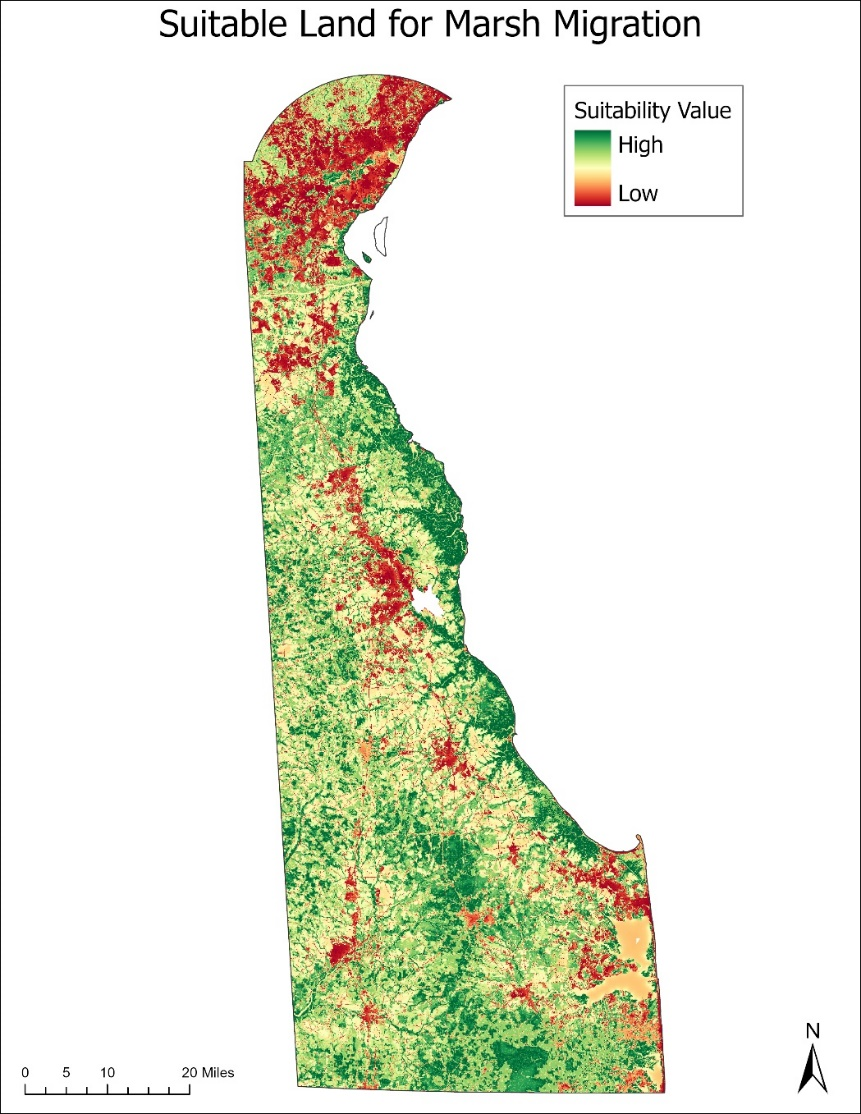 Suitable Land for Marsh Migration
Suitability Value
High
Low
N
0 5 10 20 Miles